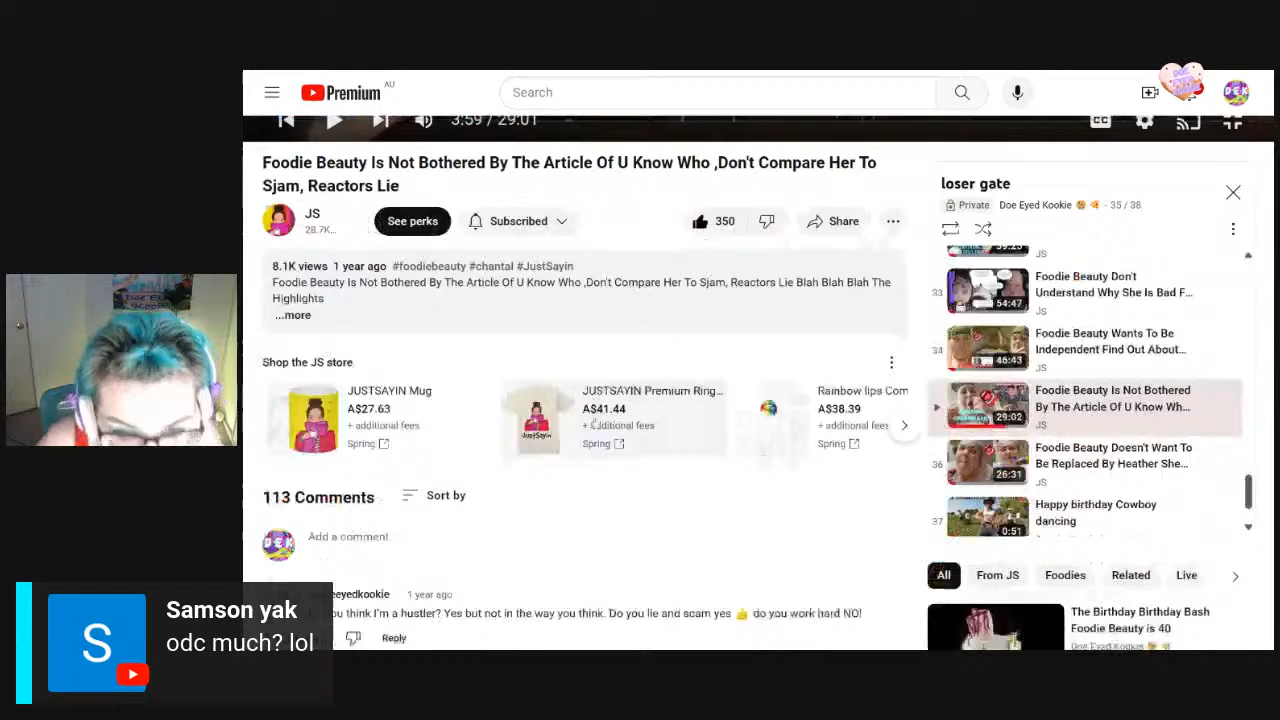 Premium
AU
Search
DOE
EYED
D E K
3:59 / 29:01
CC
Foodie Beauty Is Not Bothered By The Article Of U Know Who ,Don't Compare Her To
Sjam, Reactors Lie
JS
28.7K...
See perks
Subscribed
350
Share
8.1K views 1 year ago #foodiebeauty #chantal #JustSayin
Foodie Beauty Is Not Bothered By The Article Of U Know Who ,Don't Compare Her To Sjam, Reactors Lie Blah Blah Blah The
Highlights
...more
Shop the JS store
JUSTSAYIN Mug
A$27.63
+ additional fees
Spring
JUSTSAYIN Premium Ring...
A$41.44
+ additional fees
Spring
Rainbow lips Com
A$38.39
+ additional fees
Spring
JustSayin
113 Comments
Sort by
D E K
Add a comment
eeyedkookie 1 year ago
you think I'm a hustler? Yes but not in the way you think. Do you lie and scam yes 👍 do you work hard NO!
Reply
loser gate
Private Doe Eyed Kookie 🍪 🍕 - 35 / 38
JS
33
54:47
Foodie Beauty Don't
Understand Why She Is Bad F...
JS
34
46:43
Foodie Beauty Wants To Be
Independent Find Out About...
JS
29:02
Foodie Beauty Is Not Bothered
By The Article Of U Know Wh...
JS
36
26:31
Foodie Beauty Doesn't Want To
Be Replaced By Heather She...
JS
37
0:51
Happy birthday Cowboy
dancing
All
From JS
Foodies
Related
Live
The Birthday Birthday Bash
Foodie Beauty is 40
Doe Eyed Kookie
S
Samson yak
odc much? lol